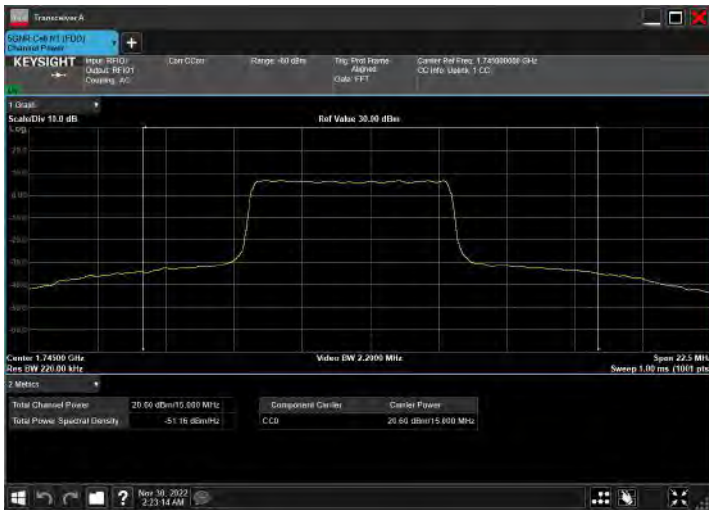 Transceiver A
5GNR-Cell N1 (FDD)
Channel Power
KEYSIGHT
Output: RFIO1
Coupling: AC
Corr CCorr
Range: -60 dBm
Trig: Prot Frame
Aligned
Gate: FFT
Carrier Ref Freq: 1.745000000 GHz
CC Info: Uplink, 1 CC
1 Graph
Scale/Div 10.0 dB
Ref Value 30.00 dBm
Log
Center 1.74500 GHz
Video BW 2.2000 MHz
Span 22.5 MHz
Res BW 220.00 kHz
Sweep 1.00 ms (1001 pts
2 Metrics
Total Channel Power
20.60 dBm/15.000 MHz
Total Power Spectral Density
-51.16 dBm/Hz
Component Carrier
Carrier Power
CC0
20.60 dBm/15.000 MHz
?
Nov 30, 2022
2:23:14 AM